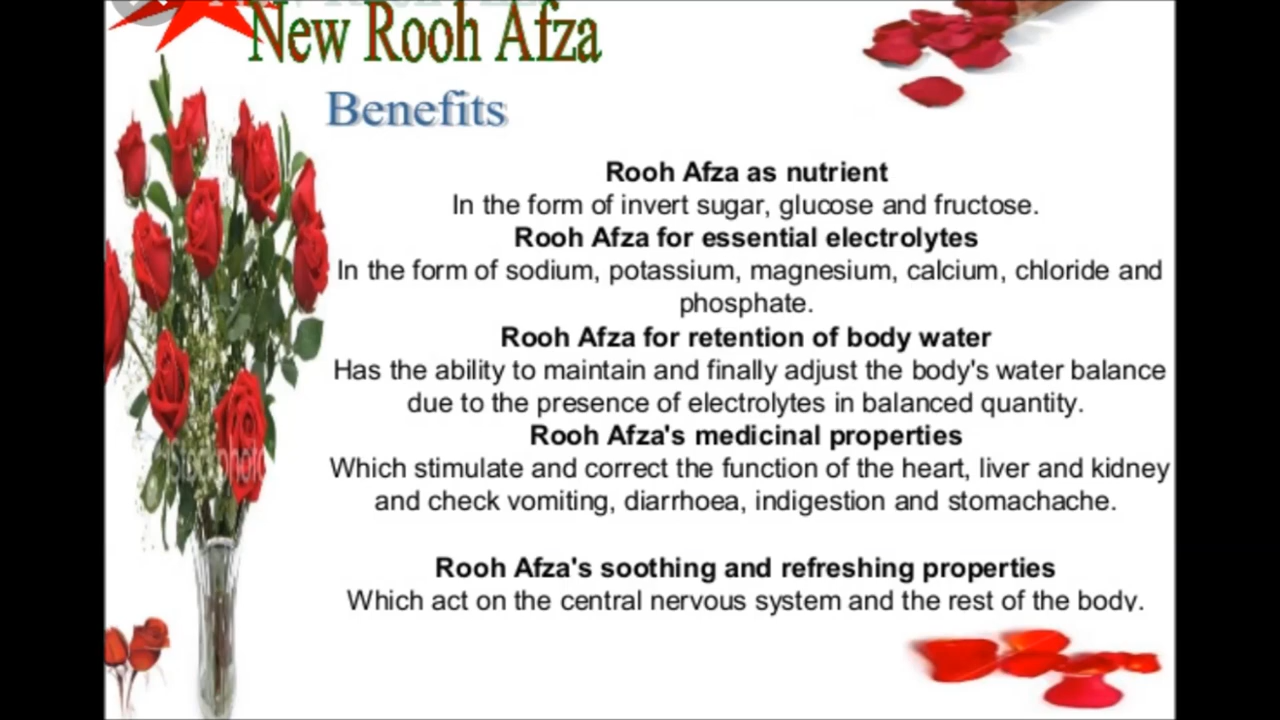 New Rooh Afza
Benefits
Rooh Afza as nutrient
In the form of invert sugar, glucose and fructose.
Rooh Afza for essential electrolytes
In the form of sodium, potassium, magnesium, calcium, chloride and
phosphate.
Rooh Afza for retention of body water
Has the ability to maintain and finally adjust the body's water balance
due to the presence of electrolytes in balanced quantity.
Rooh Afza's medicinal properties
Which stimulate and correct the function of the heart, liver and kidney
and check vomiting, diarrhoea, indigestion and stomachache.
Rooh Afza's soothing and refreshing properties
Which act on the central nervous system and the rest of the body.